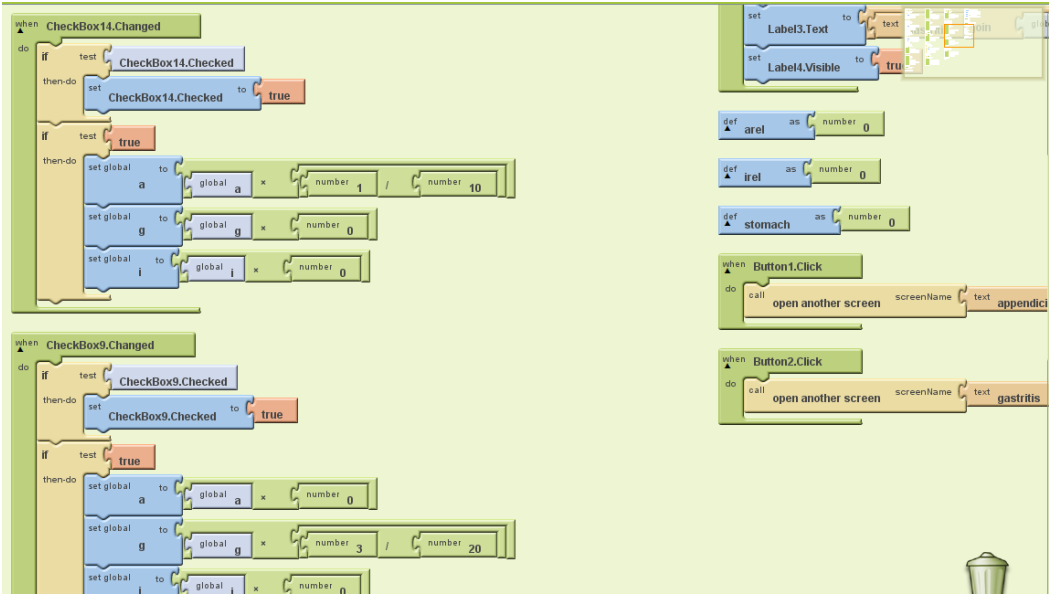 when CheckBox14.Changed
do
if test CheckBox14.Checked
then-do set CheckBox14.Checked to true
if test true
then-do set global a to global a × number 1 / number 10
set global g to global g × number 0
set global i to global i × number 0
when CheckBox9.Changed
do
if test CheckBox9.Checked
then-do set CheckBox9.Checked to true
if test true
then-do set global a to global a × number 0
set global g to global g × number 3 / number 20
set global i to global i × number 0
set Label3.Text to text
set Label4.Visible to tru
def arel as number 0
def irel as number 0
def stomach as number 0
when Button1.Click
do call open another screen screenName text appendici
when Button2.Click
do call open another screen screenName text gastritis